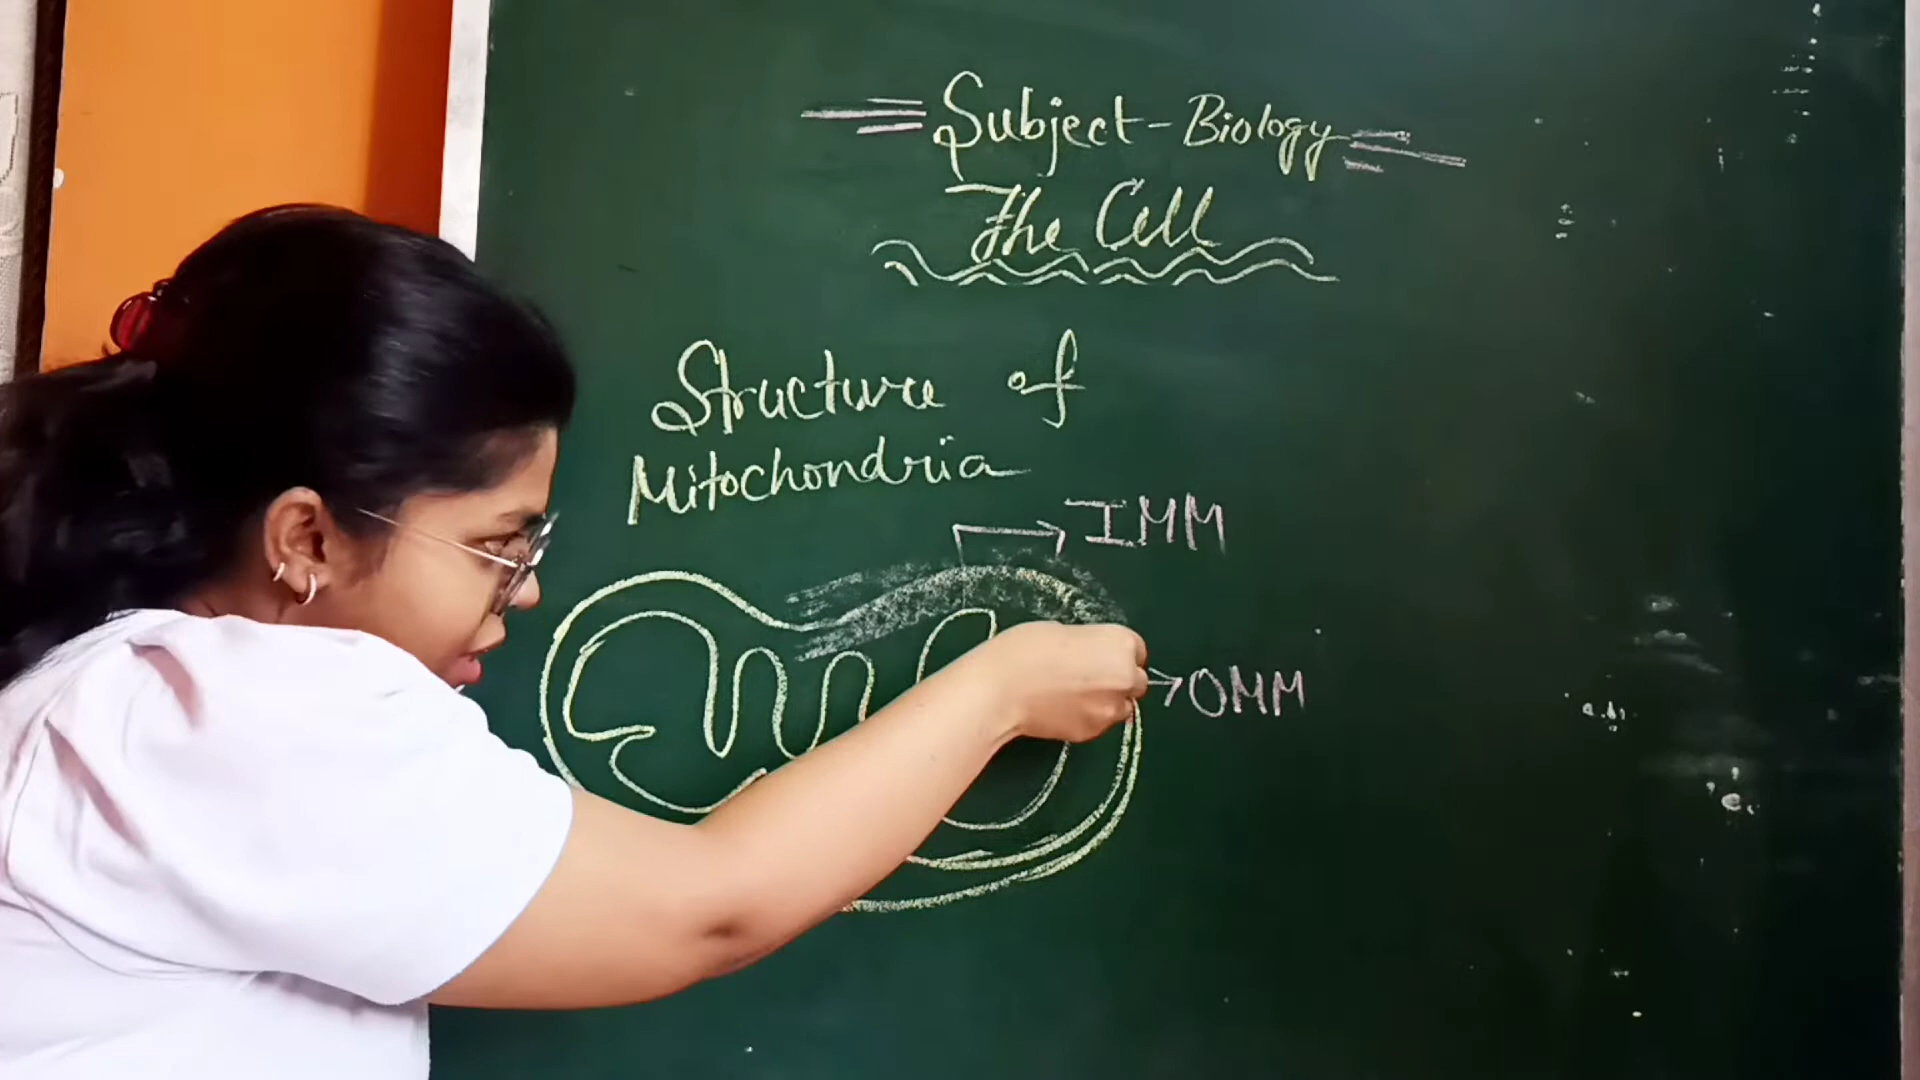 Subject - Biology
The Cell
Structure of
Mitochondria
IMM
OMM